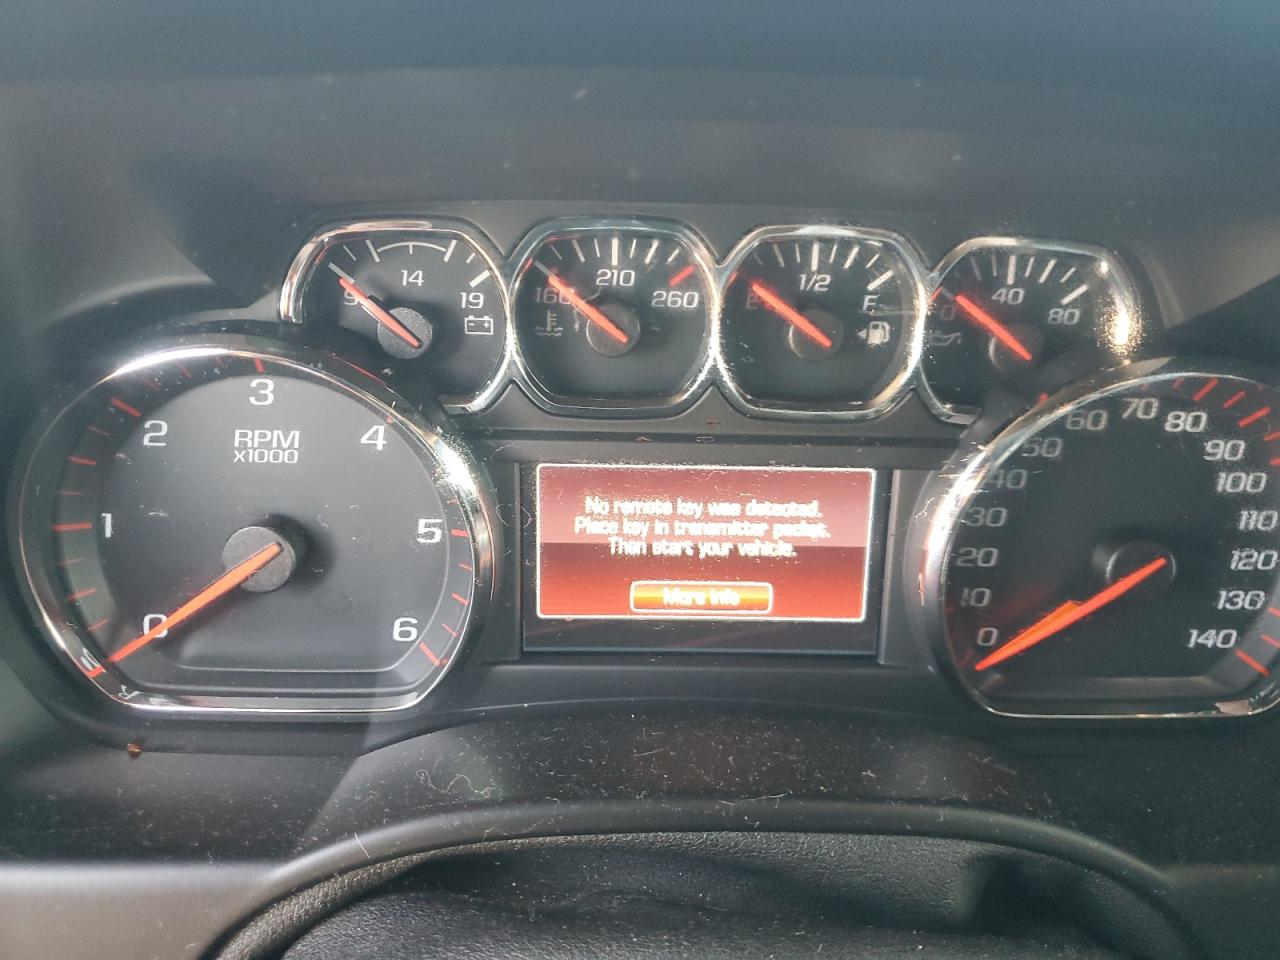 9 14 19
160 210 260
E 1/2 F
0 40 80
0 1 2 3 4 5 6
RPM
x1000
No remote key was detected.
Place key in transmitter pocket.
Then start your vehicle.
More Info
0 10 20 30 40 50 60 70 80 90 100 110 120 130 140